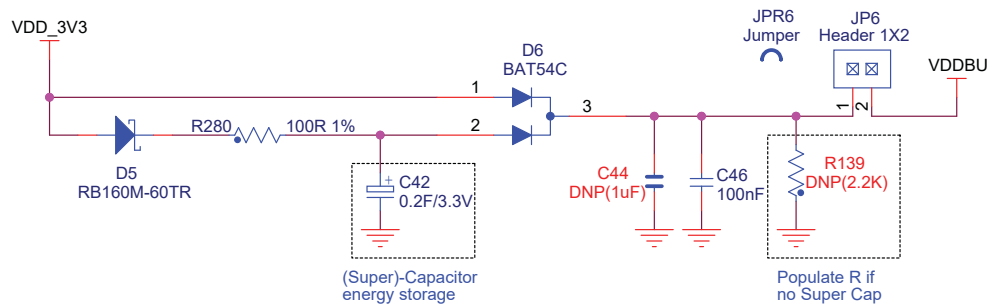 VDD_3V3
JPR6
Jumper
JP6
Header 1X2
D6
BAT54C
VDDBU
1
3
1
2
R280
100R 1%
2
D5
RB160M-60TR
C42
0.2F/3.3V
+
C44
DNP(1uF)
C46
100nF
R139
DNP(2.2K)
(Super)-Capacitor
energy storage
Populate R if
no Super Cap